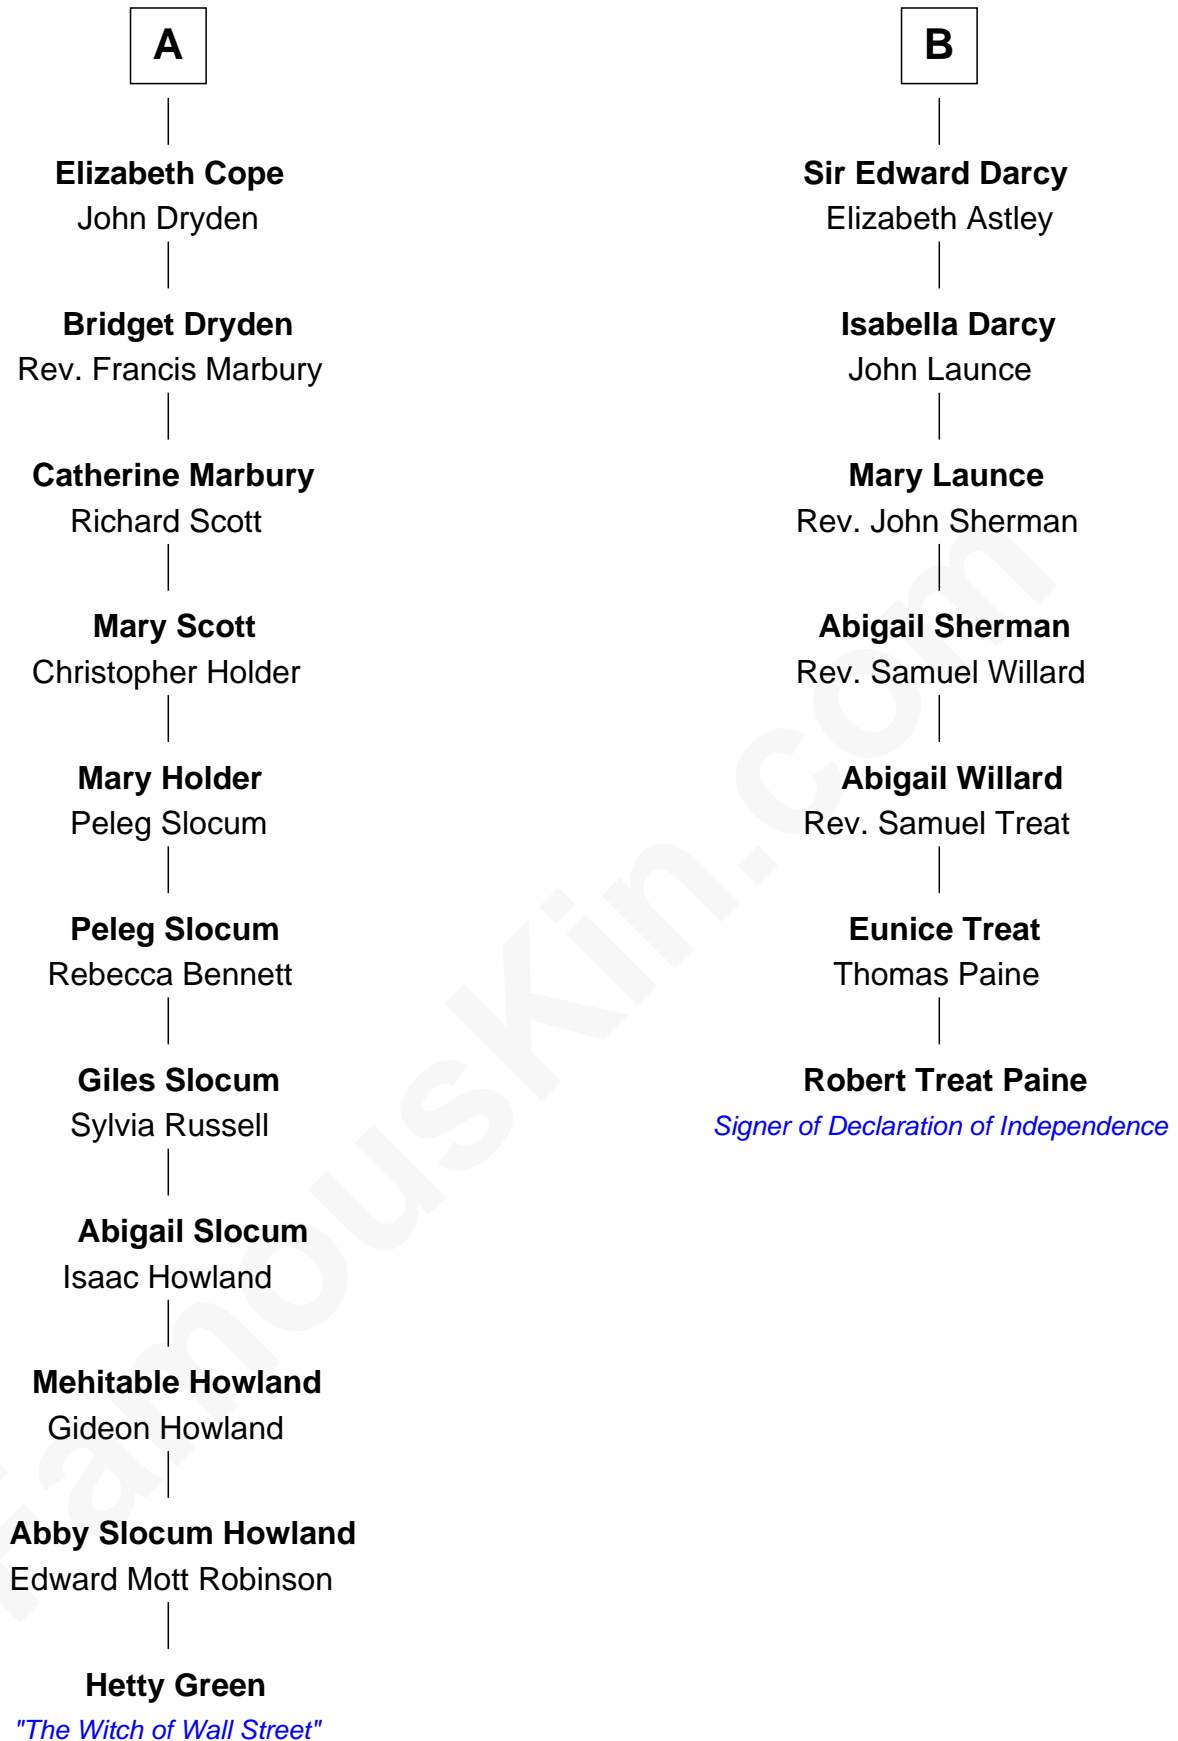 A
Elizabeth Cope
John Dryden
Bridget Dryden
Rev. Francis Marbury
Catherine Marbury
Richard Scott
Mary Scott
Christopher Holder
Mary Holder
Peleg Slocum
Peleg Slocum
Rebecca Bennett
Giles Slocum
Sylvia Russell
Abigail Slocum
Isaac Howland
Mehitable Howland
Gideon Howland
Abby Slocum Howland
Edward Mott Robinson
Hetty Green
"The Witch of Wall Street"
B
Sir Edward Darcy
Elizabeth Astley
Isabella Darcy
John Launce
Mary Launce
Rev. John Sherman
Abigail Sherman
Rev. Samuel Willard
Abigail Willard
Rev. Samuel Treat
Eunice Treat
Thomas Paine
Robert Treat Paine
Signer of Declaration of Independence
FamousKin.com